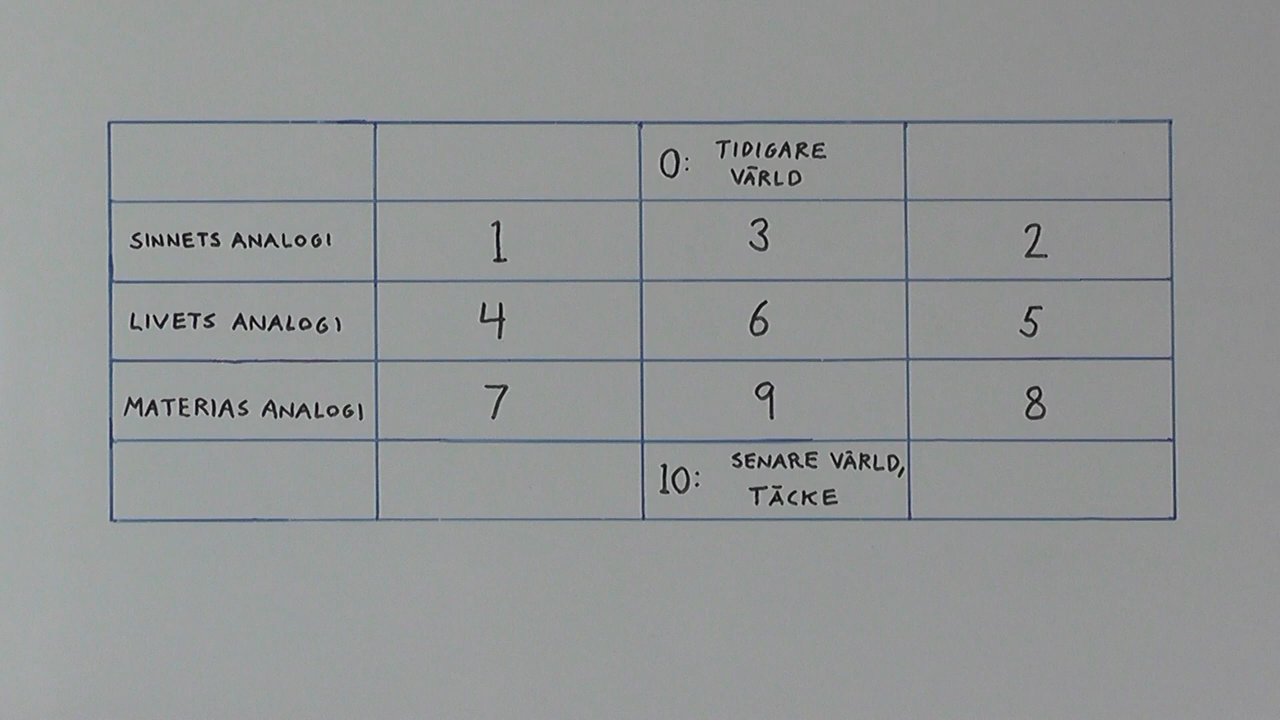 0: TIDIGARE
VÄRLD
SINNETS ANALOGI 1 3 2
LIVETS ANALOGI 4 6 5
MATERIAS ANALOGI 7 9 8
10: SENARE VÄRLD,
TÄCKE